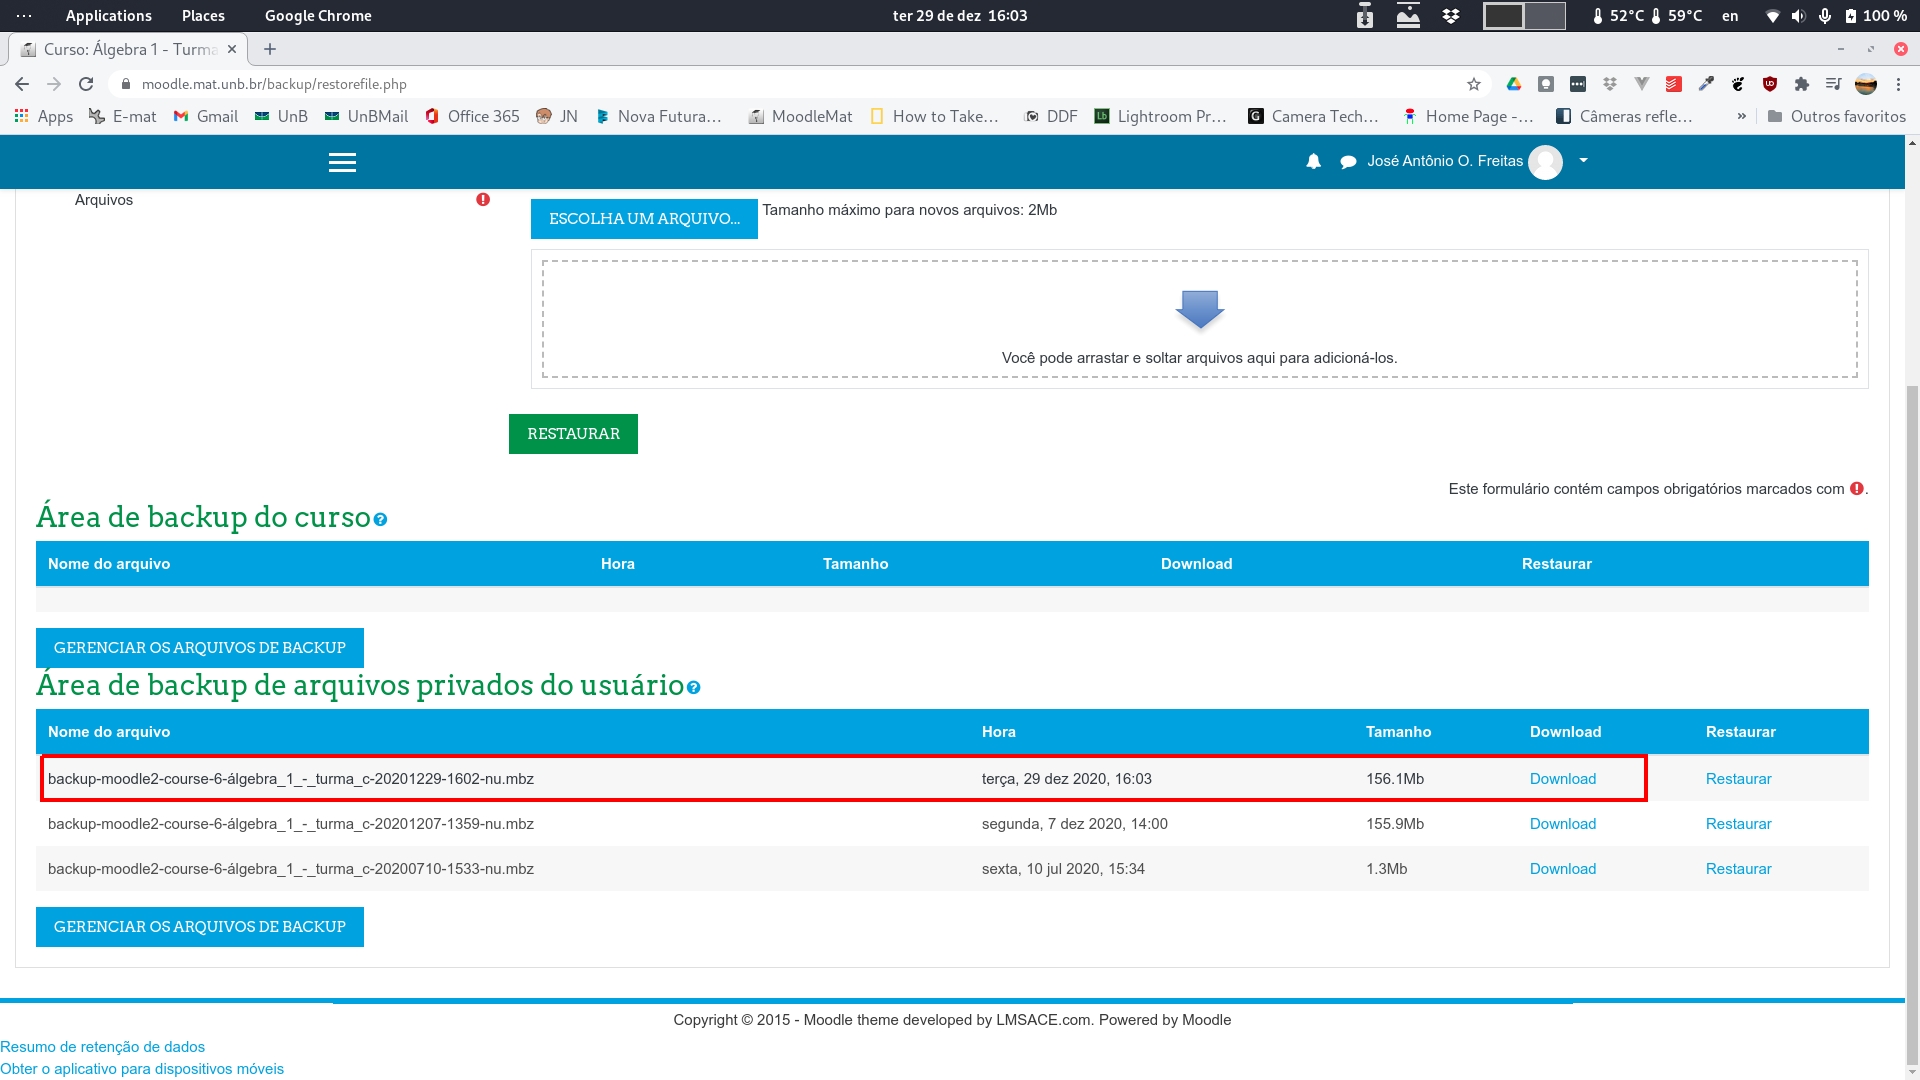 Applications Places Google Chrome ter 29 de dez 16:03 52°C 59°C en 100 %
Curso: Álgebra 1 - Turma
moodle.mat.unb.br/backup/restorefile.php
Apps E-mat Gmail UnB UnBMail Office 365 JN Nova Futura... MoodleMat How to Take... DDF Lightroom Pr... Camera Tech... Home Page -... Câmeras refle... » Outros favoritos
José Antônio O. Freitas
Arquivos
ESCOLHA UM ARQUIVO... Tamanho máximo para novos arquivos: 2Mb
Você pode arrastar e soltar arquivos aqui para adicioná-los.
RESTAURAR
Este formulário contém campos obrigatórios marcados com .
Área de backup do curso
Nome do arquivo Hora Tamanho Download Restaurar
GERENCIAR OS ARQUIVOS DE BACKUP
Área de backup de arquivos privados do usuário
Nome do arquivo Hora Tamanho Download Restaurar
backup-moodle2-course-6-álgebra_1_-_turma_c-20201229-1602-nu.mbz terça, 29 dez 2020, 16:03 156.1Mb Download Restaurar
backup-moodle2-course-6-álgebra_1_-_turma_c-20201207-1359-nu.mbz segunda, 7 dez 2020, 14:00 155.9Mb Download Restaurar
backup-moodle2-course-6-álgebra_1_-_turma_c-20200710-1533-nu.mbz sexta, 10 jul 2020, 15:34 1.3Mb Download Restaurar
GERENCIAR OS ARQUIVOS DE BACKUP
Copyright © 2015 - Moodle theme developed by LMSACE.com. Powered by Moodle
Resumo de retenção de dados
Obter o aplicativo para dispositivos móveis